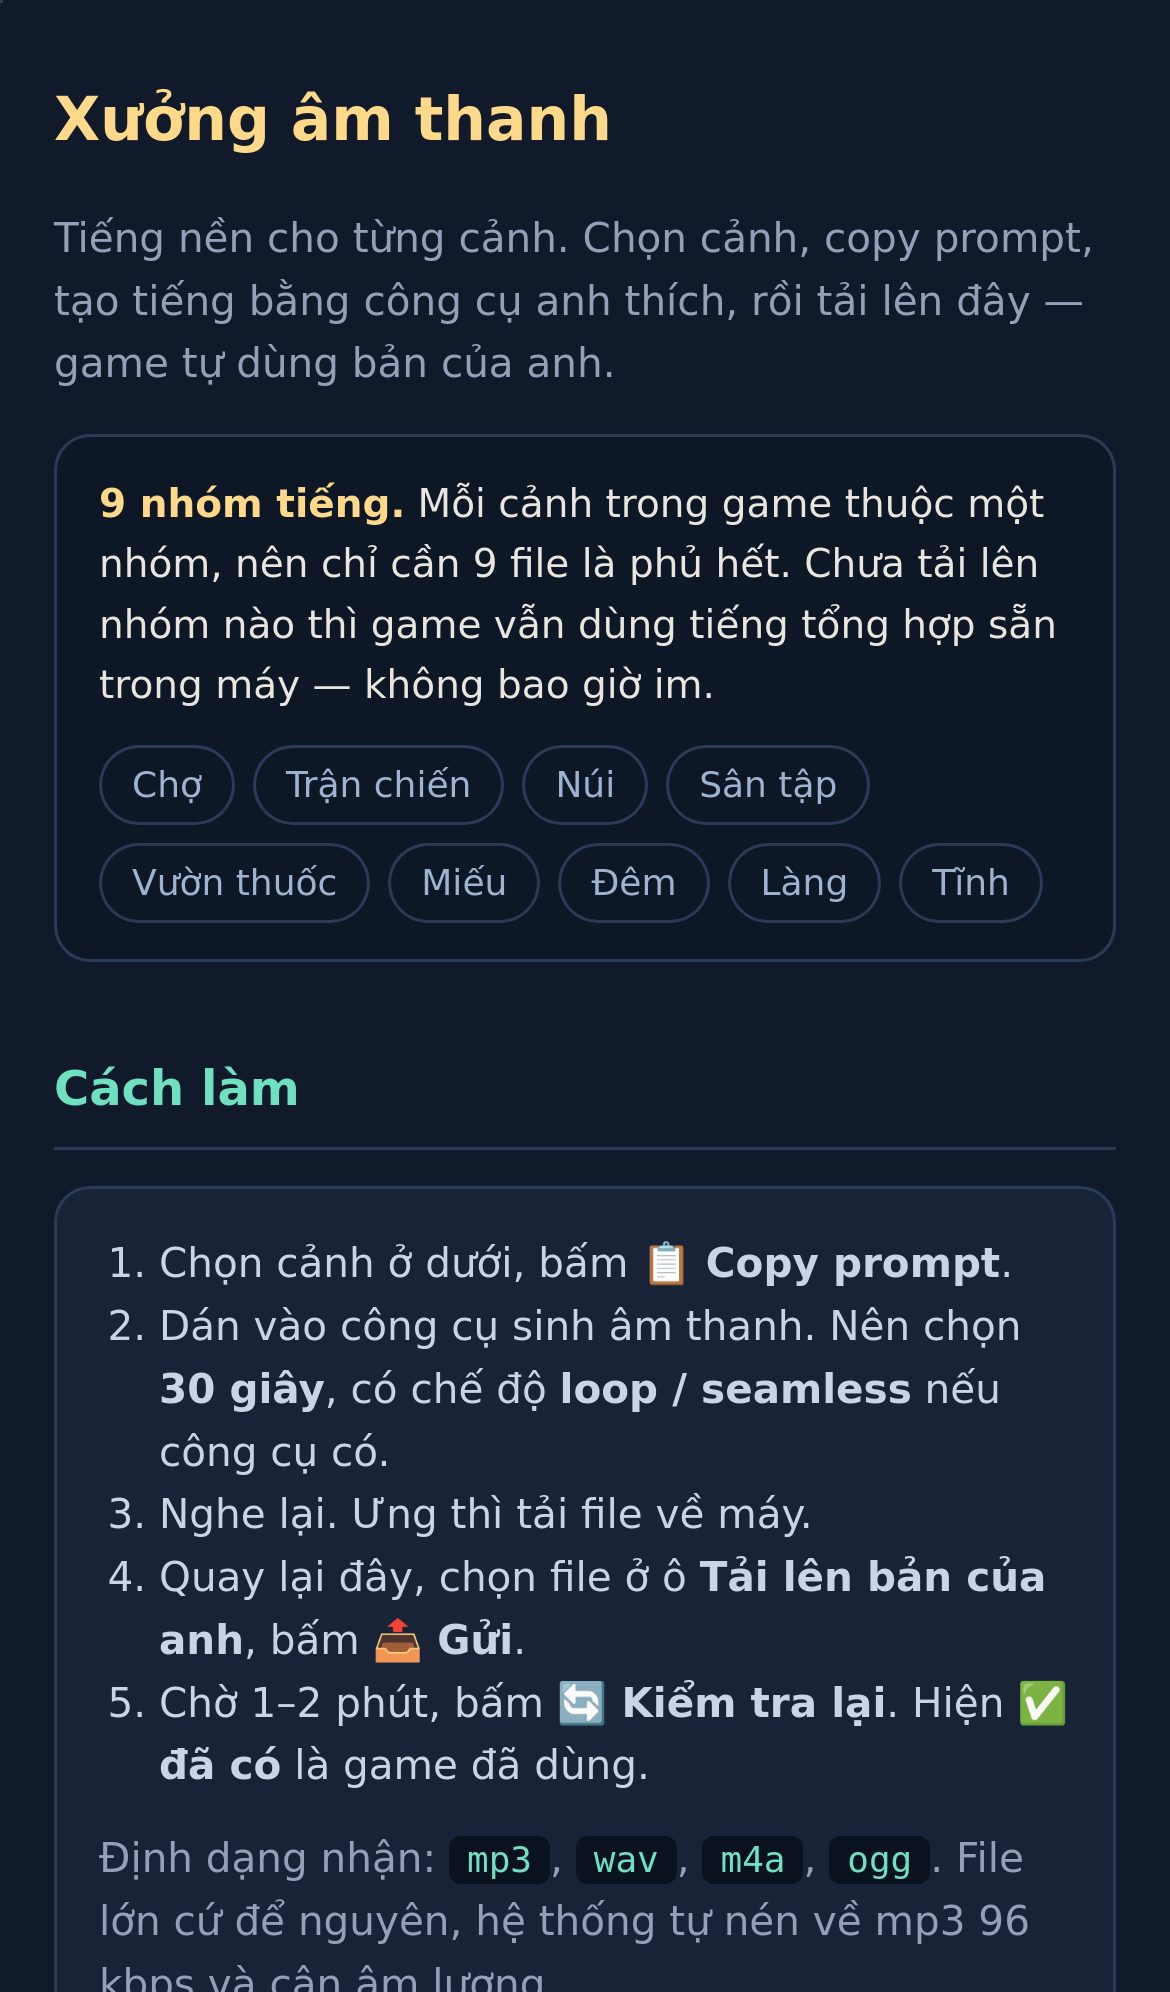 Xưởng âm thanh
Tiếng nền cho từng cảnh. Chọn cảnh, copy prompt,
tạo tiếng bằng công cụ anh thích, rồi tải lên đây —
game tự dùng bản của anh.
9 nhóm tiếng. Mỗi cảnh trong game thuộc một
nhóm, nên chỉ cần 9 file là phủ hết. Chưa tải lên
nhóm nào thì game vẫn dùng tiếng tổng hợp sẵn
trong máy — không bao giờ im.
Chợ Trận chiến Núi Sân tập
Vườn thuốc Miếu Đêm Làng Tĩnh
Cách làm
1. Chọn cảnh ở dưới, bấm 📋 Copy prompt.
2. Dán vào công cụ sinh âm thanh. Nên chọn
30 giây, có chế độ loop / seamless nếu
công cụ có.
3. Nghe lại. Ưng thì tải file về máy.
4. Quay lại đây, chọn file ở ô Tải lên bản của
anh, bấm 📤 Gửi.
5. Chờ 1–2 phút, bấm 🔄 Kiểm tra lại. Hiện ✅
đã có là game đã dùng.
Định dạng nhận: mp3, wav, m4a, ogg. File
lớn cứ để nguyên, hệ thống tự nén về mp3 96
kbps và cân âm lượng